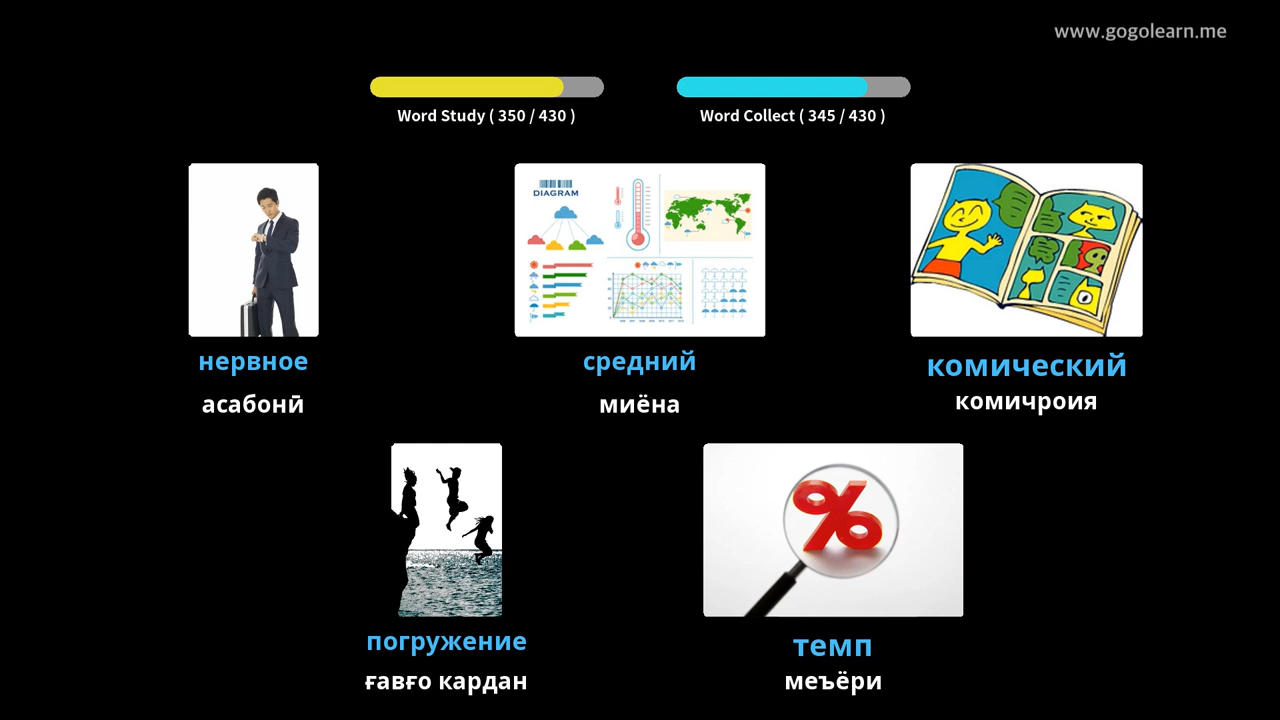 www.gogolearn.me
Word Study ( 350 / 430 )
Word Collect ( 345 / 430 )
DIAGRAM
нервное
средний
комический
асабонӣ
миёна
комичроия
%
погружение
темп
ғавғо кардан
меъёри